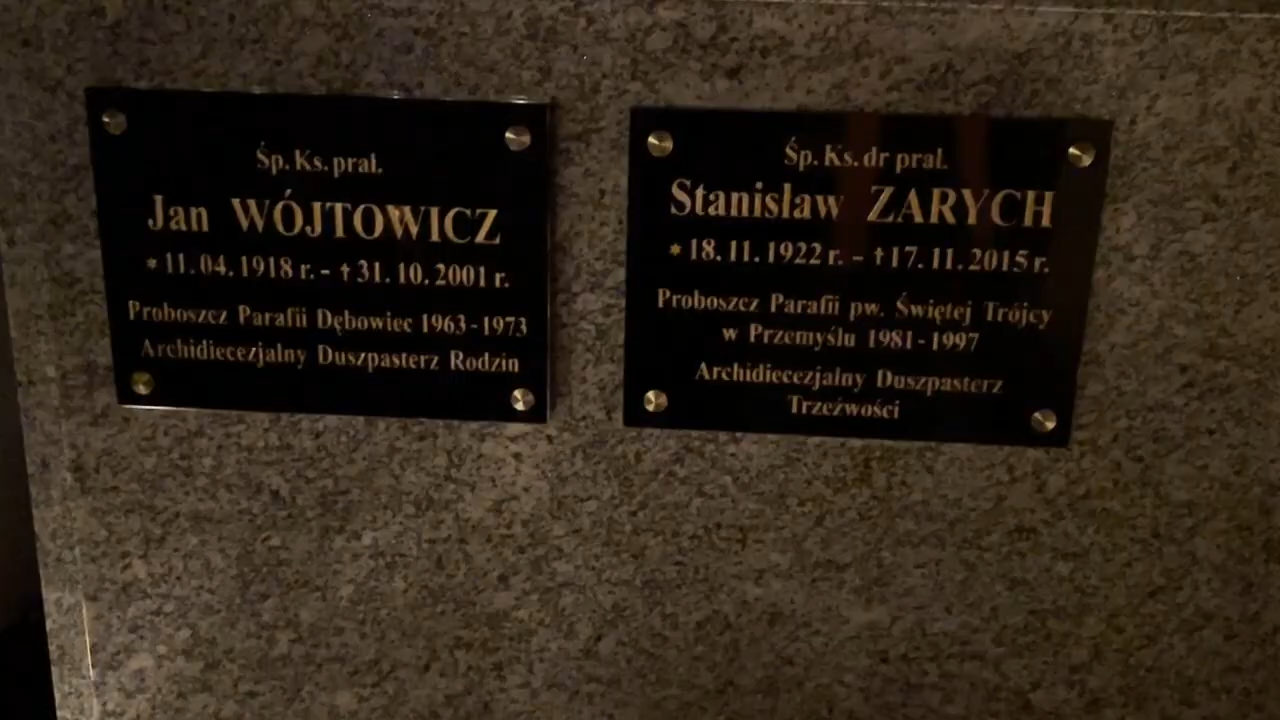 Śp. Ks. prał.
Jan WÓJTOWICZ
* 11.04.1918 r. - † 31.10.2001 r.
Proboszcz Parafii Dębowiec 1963-1973
Archidiecezjalny Duszpasterz Rodzin
Śp. Ks. dr prał.
Stanisław ZARYCH
* 18.11.1922 r. - † 17.11.2015 r.
Proboszcz Parafii pw. Świętej Trójcy
w Przemyślu 1981-1997
Archidiecezjalny Duszpasterz
Trzeźwości